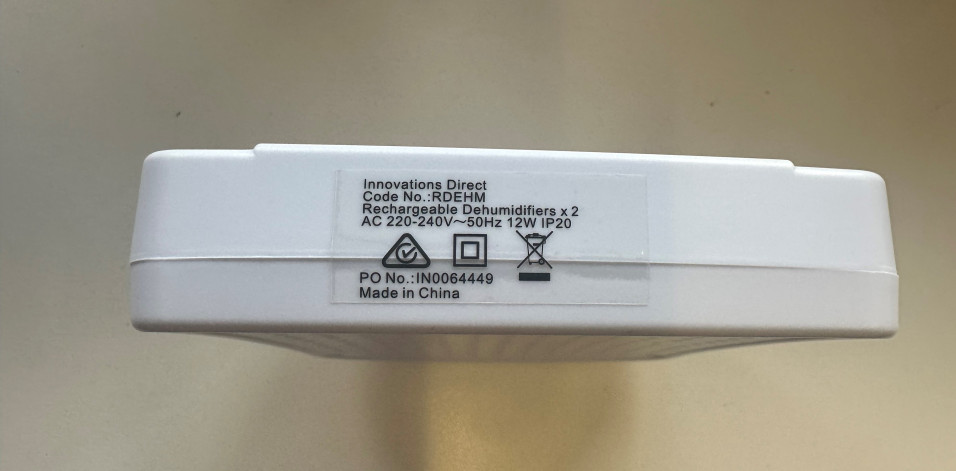 Innovations Direct
Code No.:RDEHM
Rechargeable Dehumidifiers x 2
AC 220-240V～50Hz 12W IP20
PO No.:IN0064449
Made in China